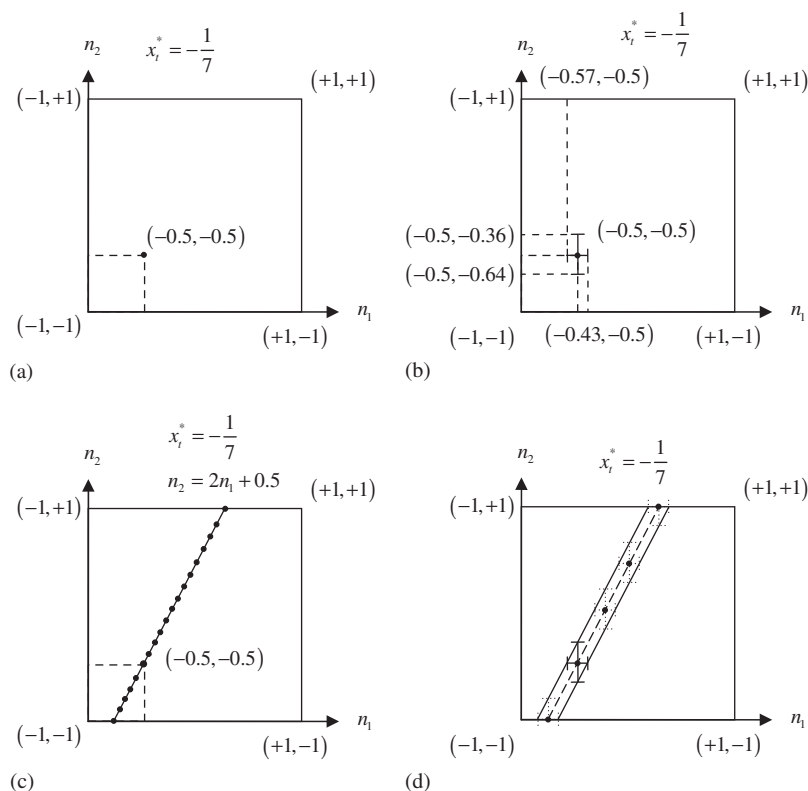 n₂
x*ₜ = −1/7
(−1,+1)
(+1,+1)
(−0.5,−0.5)
(−1,−1)
(+1,−1)
n₁
(a)
x*ₜ = −1/7
n₂
(−0.57,−0.5)
(−1,+1)
(+1,+1)
(−0.5,−0.36)
(−0.5,−0.5)
(−0.5,−0.64)
n₁
(−1,−1)
(−0.43,−0.5)
(+1,−1)
(b)
x*ₜ = −1/7
n₂
n₂ = 2n₁ + 0.5
(−1,+1)
(+1,+1)
(−0.5,−0.5)
n₁
(−1,−1)
(+1,−1)
(c)
n₂
x*ₜ = −1/7
(−1,+1)
(+1,+1)
n₁
(−1,−1)
(+1,−1)
(d)